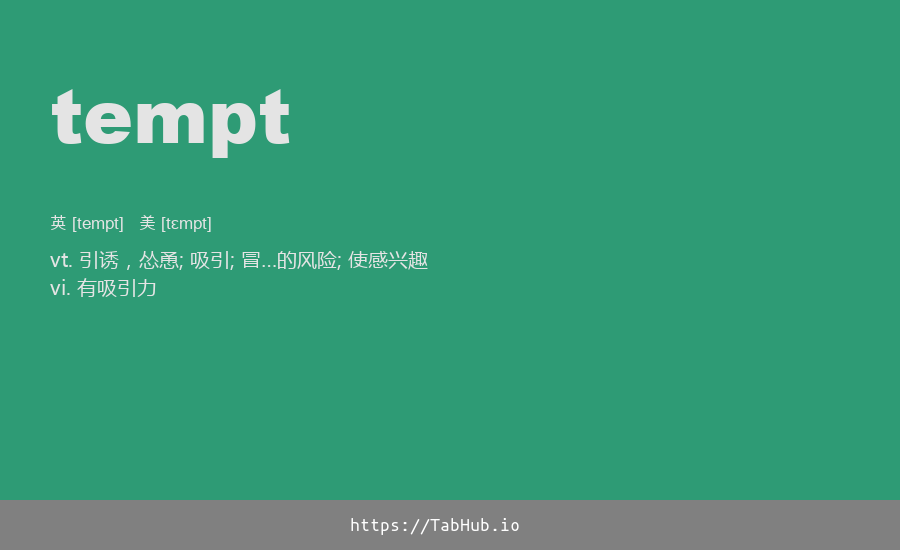 tempt
英 [tempt] 美 [tɛmpt]
vt. 引诱，怂恿; 吸引; 冒…的风险; 使感兴趣
vi. 有吸引力
https://TabHub.io